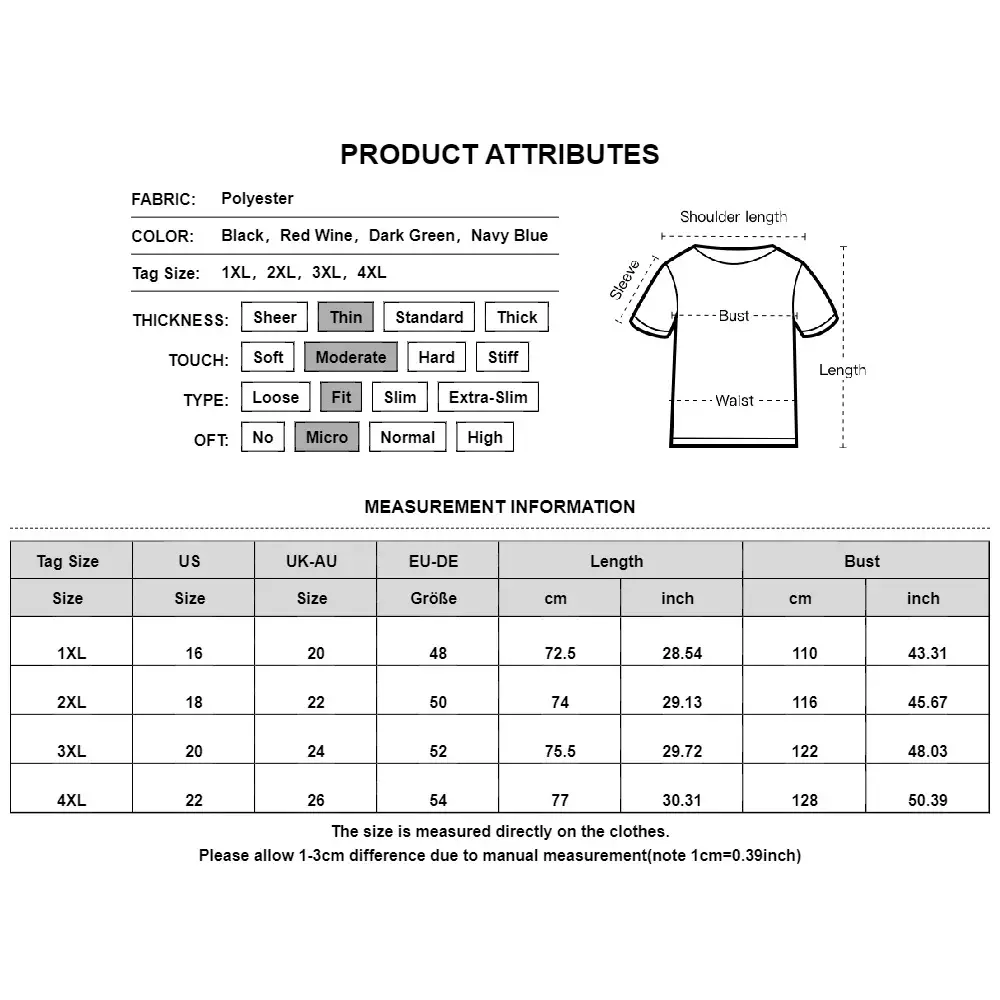 PRODUCT ATTRIBUTES
FABRIC: Polyester
COLOR: Black, Red Wine, Dark Green, Navy Blue
Tag Size: 1XL, 2XL, 3XL, 4XL
THICKNESS: Sheer Thin Standard Thick
TOUCH: Soft Moderate Hard Stiff
TYPE: Loose Fit Slim Extra-Slim
OFT: No Micro Normal High
Shoulder length
Sleeve
Bust
Length
Waist
MEASUREMENT INFORMATION
Tag Size US UK-AU EU-DE Length Bust
Size Size Size Größe cm inch cm inch
1XL 16 20 48 72.5 28.54 110 43.31
2XL 18 22 50 74 29.13 116 45.67
3XL 20 24 52 75.5 29.72 122 48.03
4XL 22 26 54 77 30.31 128 50.39
The size is measured directly on the clothes.
Please allow 1-3cm difference due to manual measurement(note 1cm=0.39inch)